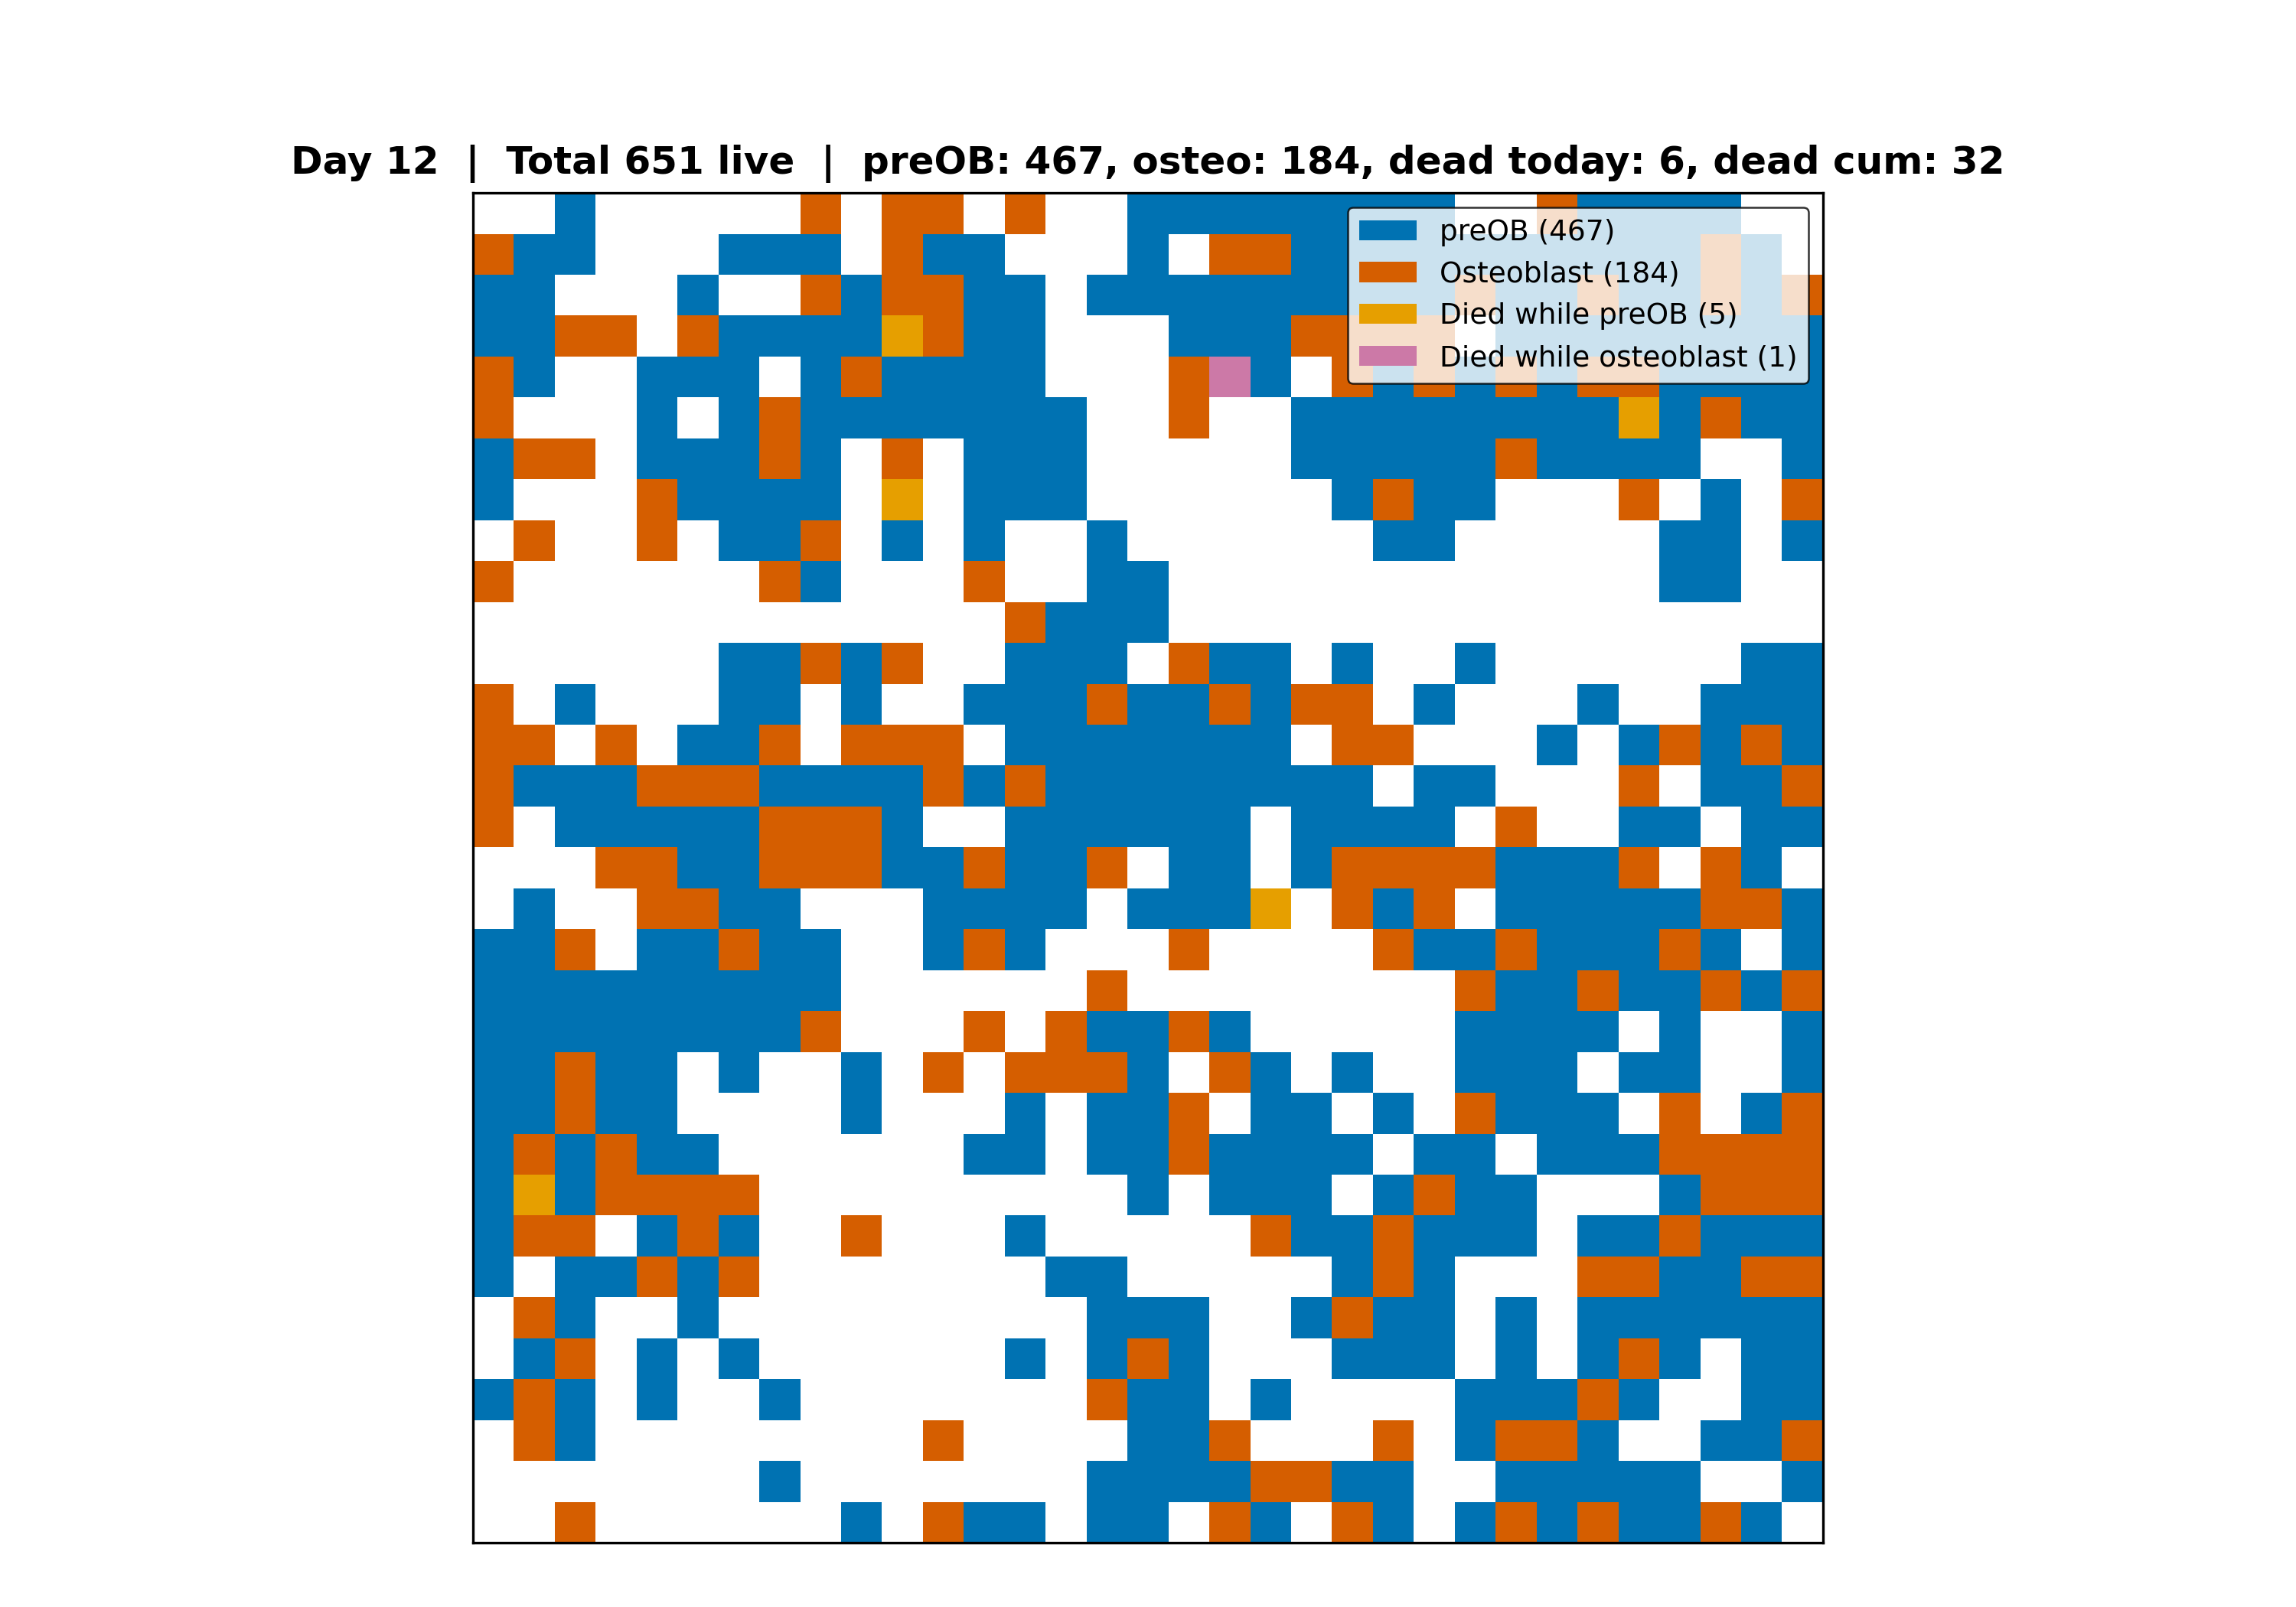 Day 12 | Total 651 live | preOB: 467, osteo: 184, dead today: 6, dead cum: 32
preOB (467)
Osteoblast (184)
Died while preOB (5)
Died while osteoblast (1)